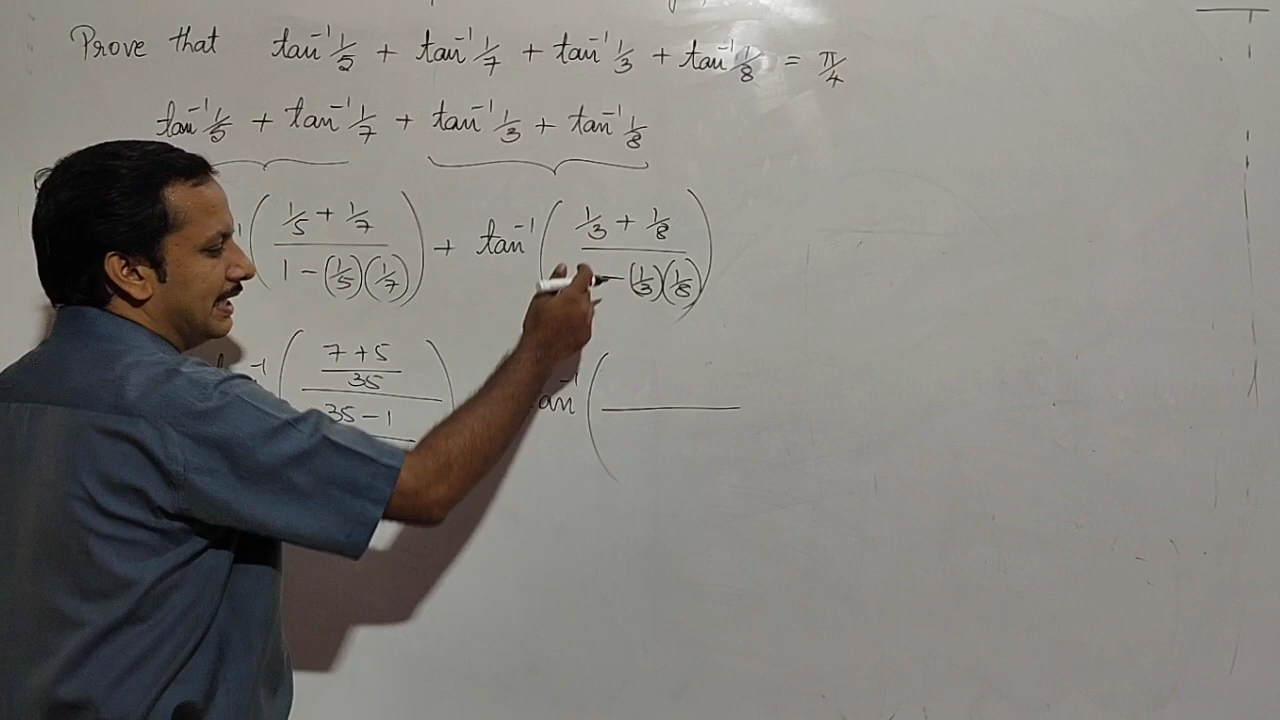 Prove that tan⁻¹ 1/5 + tan⁻¹ 1/7 + tan⁻¹ 1/3 + tan⁻¹ 1/8 = π/4
tan⁻¹ 1/5 + tan⁻¹ 1/7 + tan⁻¹ 1/3 + tan⁻¹ 1/8
((1/5 + 1/7) / (1 − (1/5)(1/7))) + tan⁻¹ ((1/3 + 1/8) / (− (1/3)(1/8)))
⁻¹ (((7+5)/35) / (35−1)) tan⁻¹ (